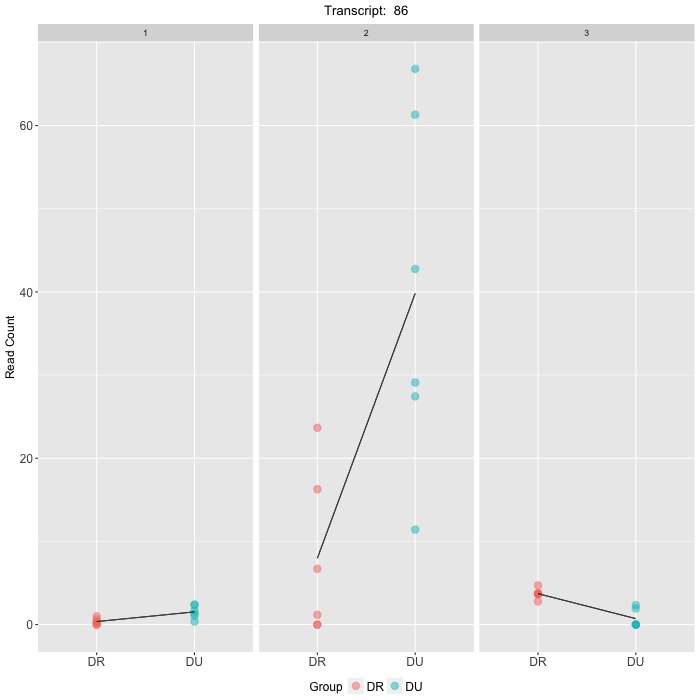 Transcript:  86
1 2 3
Read Count
60
40
20
0
DR DU DR DU DR DU
Group DR DU